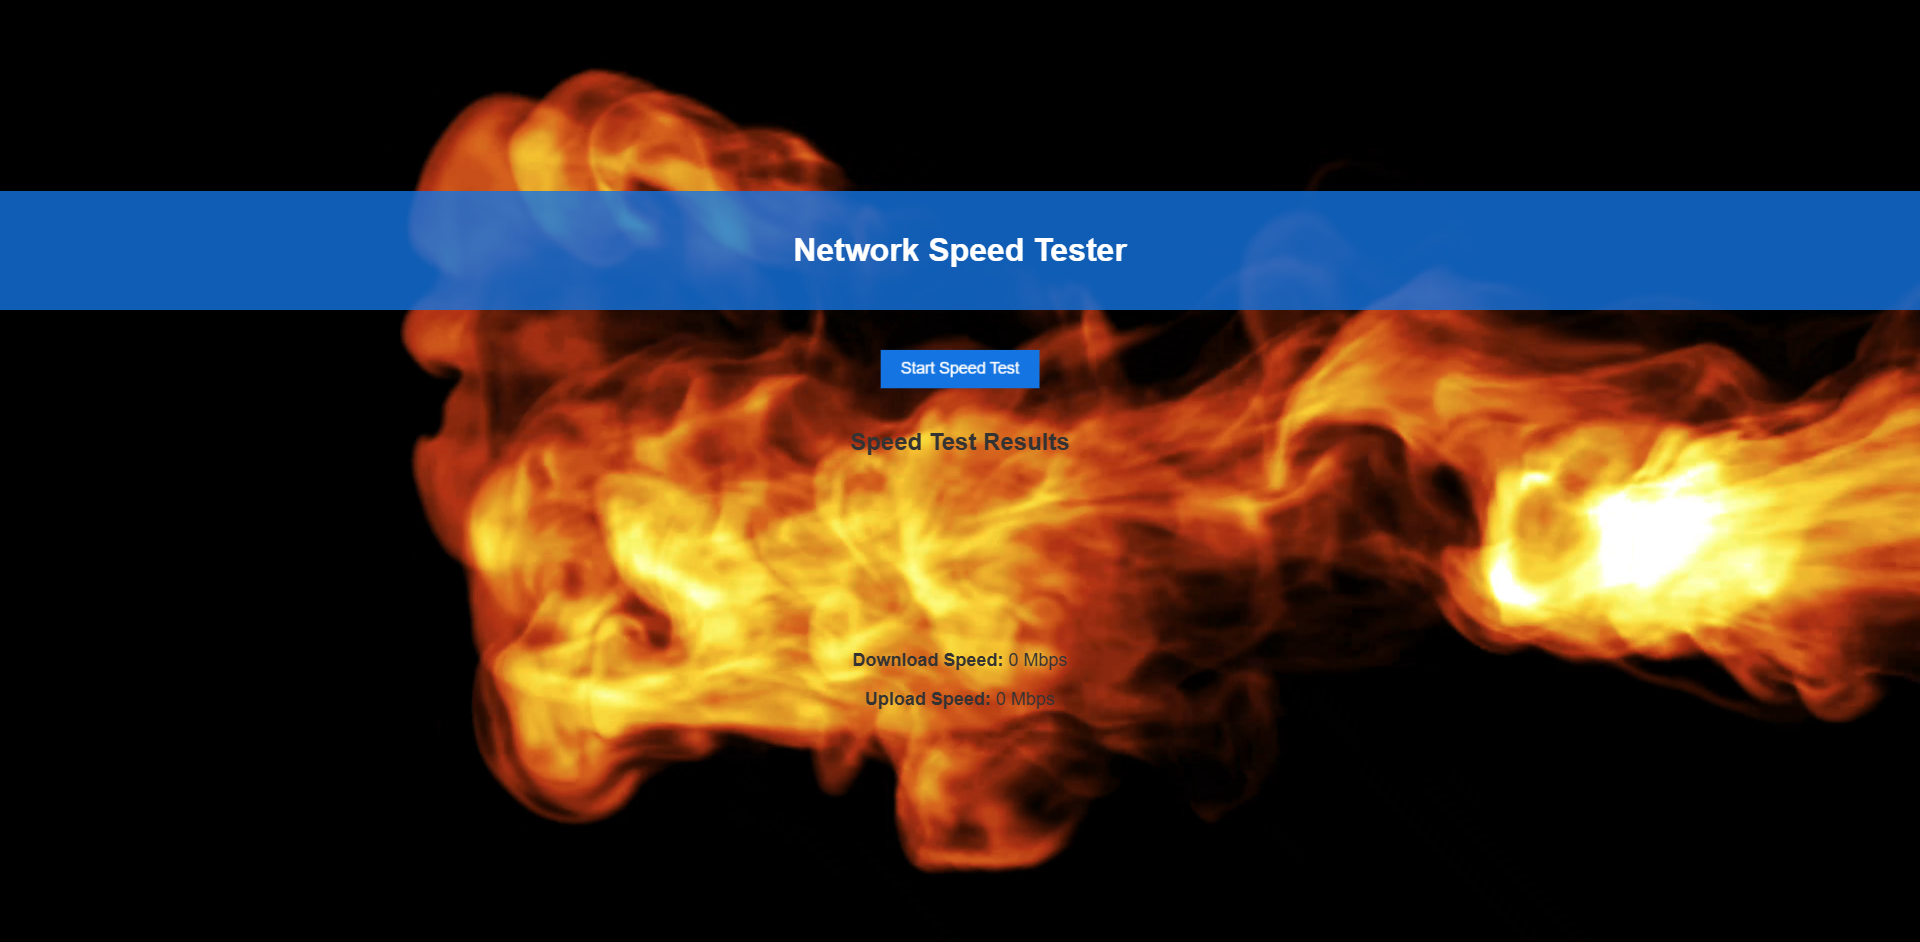 Network Speed Tester
Start Speed Test
Speed Test Results
Download Speed: 0 Mbps
Upload Speed: 0 Mbps